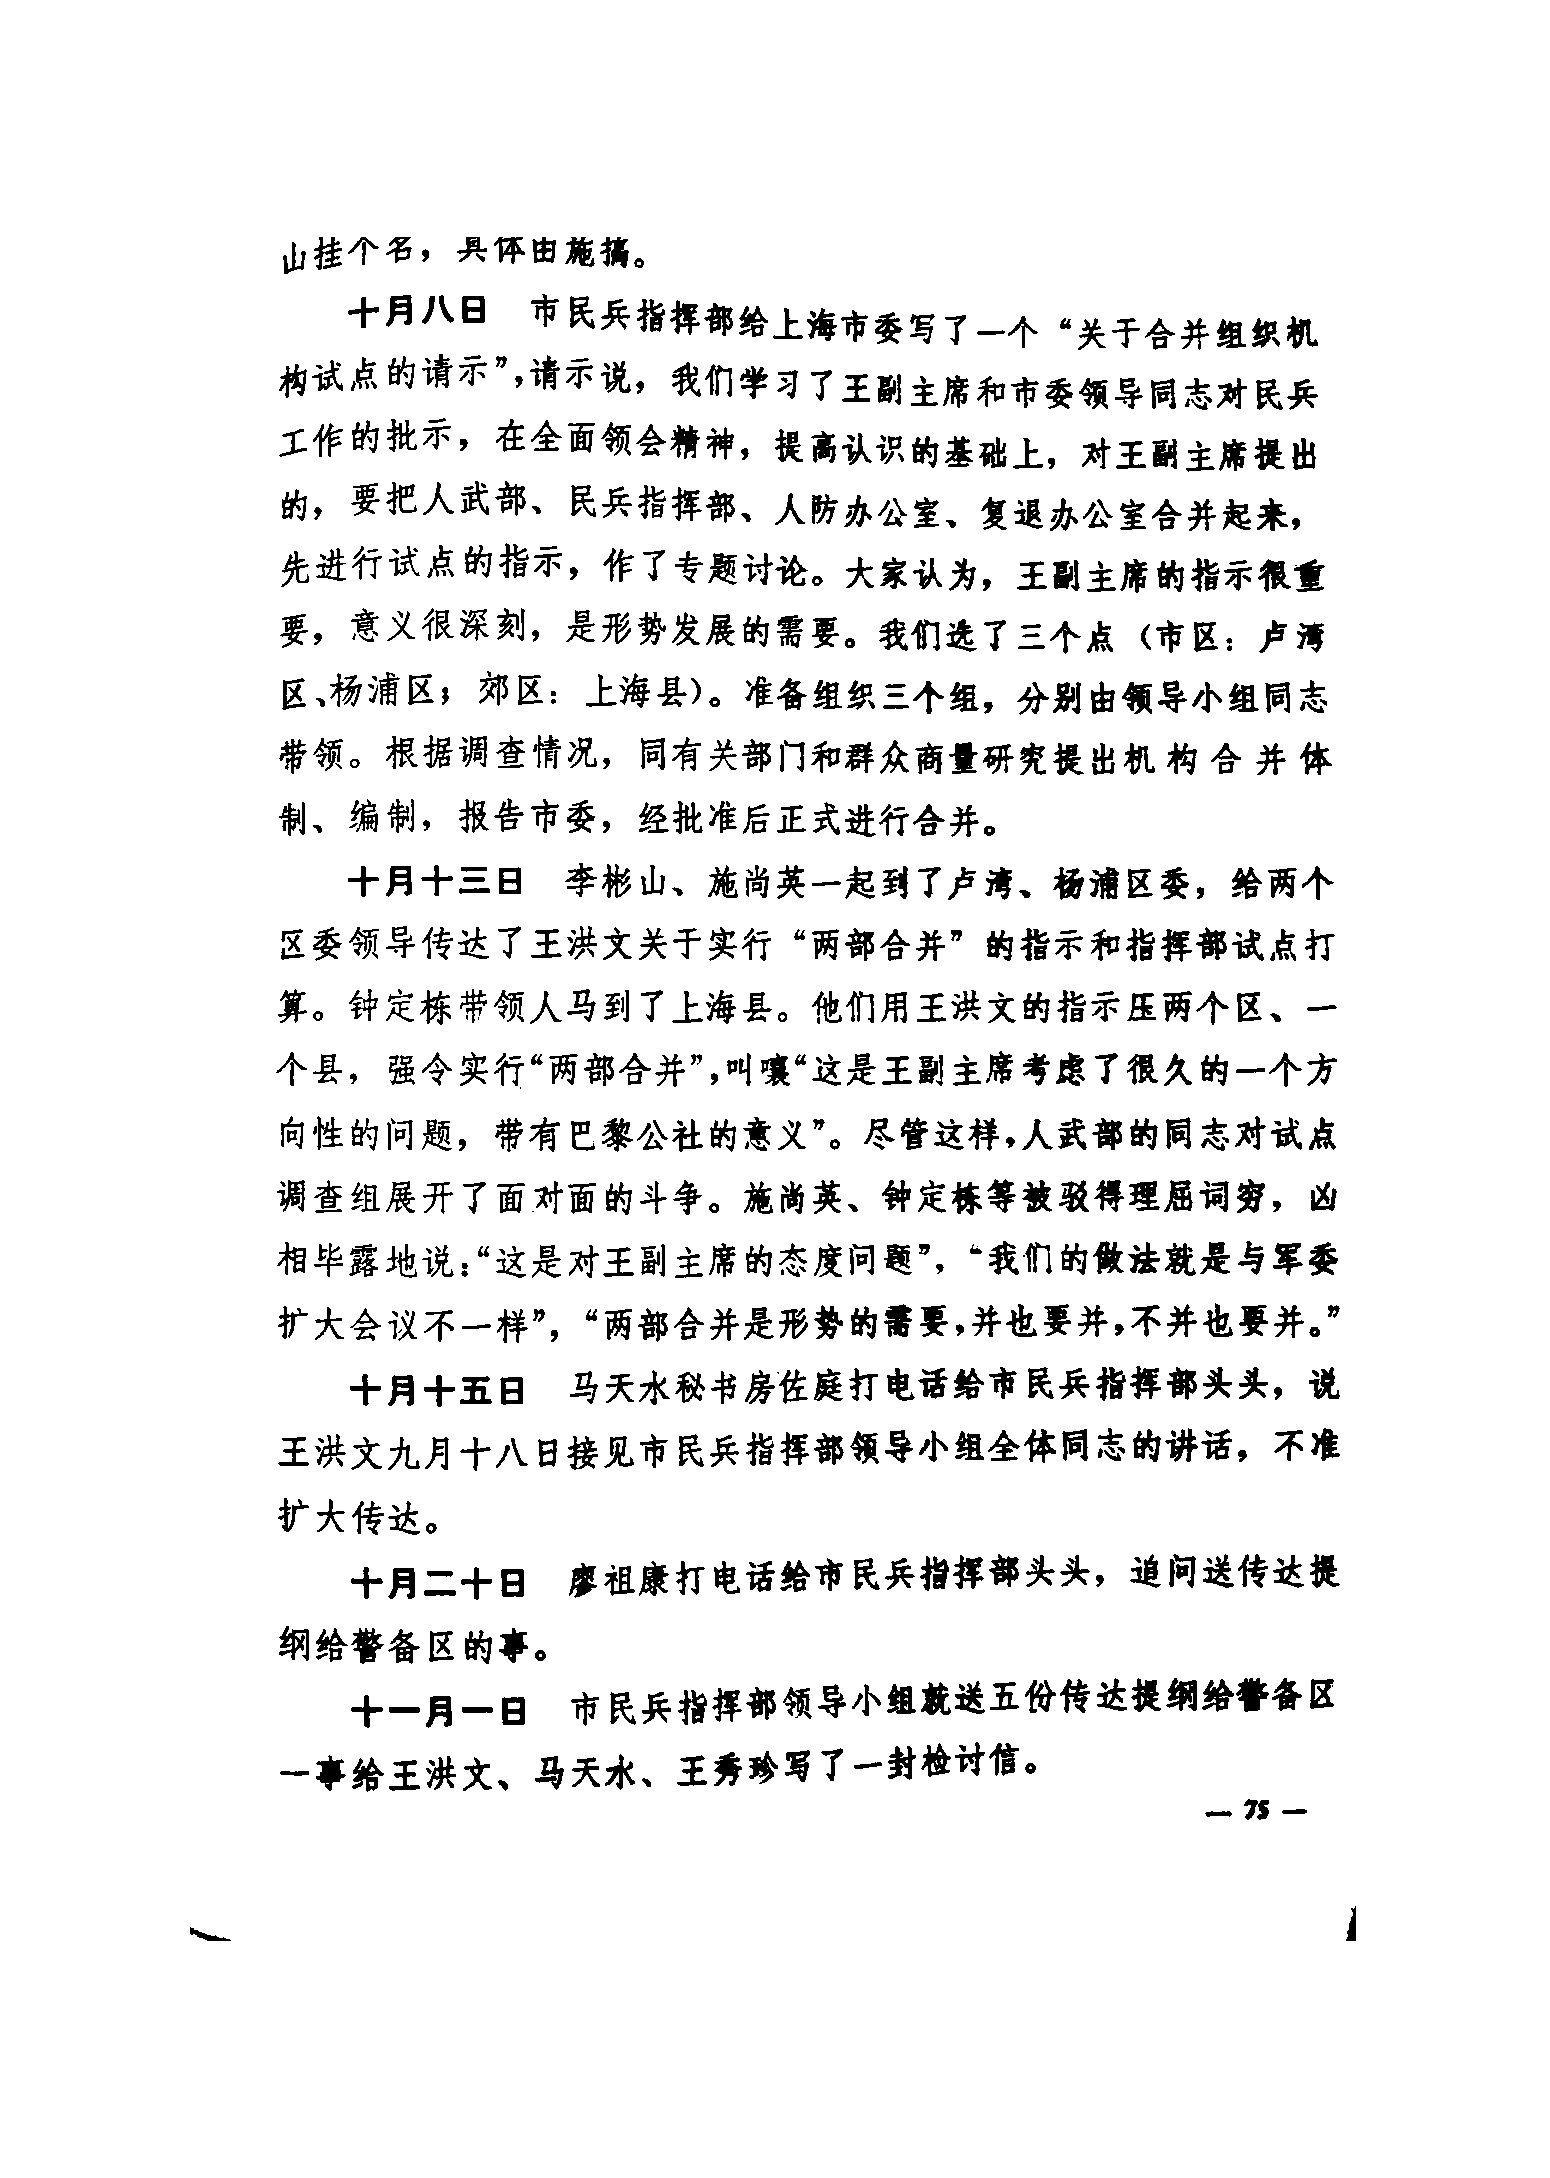 山挂个名，具体由施搞。
十月八日　市民兵指挥部给上海市委写了一个“关于合并组织机
构试点的请示”，请示说，我们学习了王副主席和市委领导同志对民兵
工作的批示，在全面领会精神，提高认识的基础上，对王副主席提出
的，要把人武部、民兵指挥部、人防办公室、复退办公室合并起来，
先进行试点的指示，作了专题讨论。大家认为，王副主席的指示很重
要，意义很深刻，是形势发展的需要。我们选了三个点（市区：卢湾
区、杨浦区；郊区：上海县）。准备组织三个组，分别由领导小组同志
带领。根据调查情况，同有关部门和群众商量研究提出机构合并体
制、编制，报告市委，经批准后正式进行合并。
十月十三日　李彬山、施尚英一起到了卢湾、杨浦区委，给两个
区委领导传达了王洪文关于实行“两部合并”的指示和指挥部试点打
算。钟定栋带领人马到了上海县。他们用王洪文的指示压两个区、一
个县，强令实行“两部合并”，叫嚷“这是王副主席考虑了很久的一个方
向性的问题，带有巴黎公社的意义”。尽管这样，人武部的同志对试点
调查组展开了面对面的斗争。施尚英、钟定栋等被驳得理屈词穷，凶
相毕露地说：“这是对王副主席的态度问题”，“我们的做法就是与军委
扩大会议不一样”，“两部合并是形势的需要，并也要并，不并也要并。”
十月十五日　马天水秘书房佐庭打电话给市民兵指挥部头头，说
王洪文九月十八日接见市民兵指挥部领导小组全体同志的讲话，不准
扩大传达。
十月二十日　廖祖康打电话给市民兵指挥部头头，追问送传达提
纲给警备区的事。
十一月一日　市民兵指挥部领导小组就送五份传达提纲给警备区
一事给王洪文、马天水、王秀珍写了一封检讨信。
— 75 —